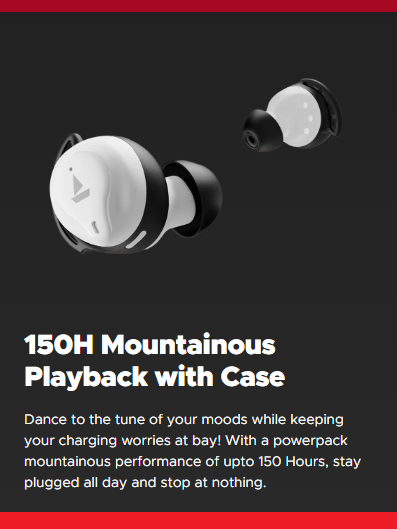 150H Mountainous
Playback with Case
Dance to the tune of your moods while keeping
your charging worries at bay! With a powerpack
mountainous performance of upto 150 Hours, stay
plugged all day and stop at nothing.